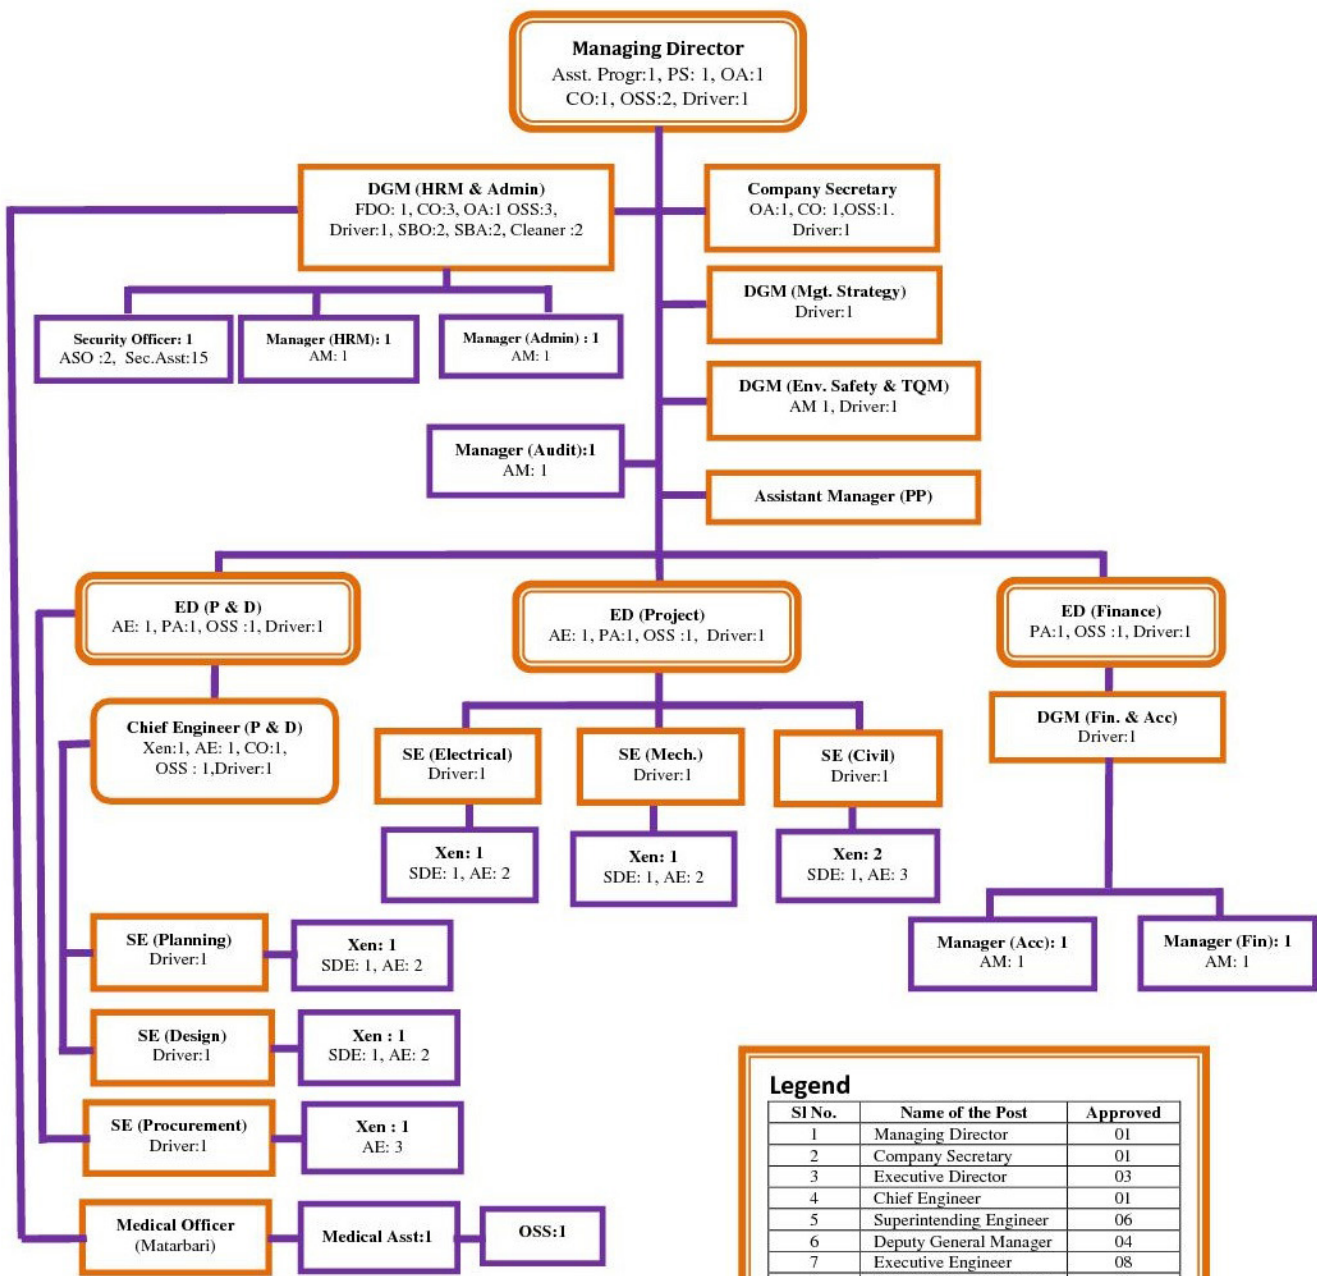 Managing Director
Asst. Progr:1, PS: 1, OA:1
CO:1, OSS:2, Driver:1
DGM (HRM & Admin)
FDO: 1, CO:3, OA:1 OSS:3,
Driver:1, SBO:2, SBA:2, Cleaner :2
Company Secretary
OA:1, CO: 1,OSS:1.
Driver:1
DGM (Mgt. Strategy)
Driver:1
Security Officer: 1
ASO :2, Sec.Asst:15
Manager (HRM): 1
AM: 1
Manager (Admin) : 1
AM: 1
DGM (Env. Safety & TQM)
AM 1, Driver:1
Manager (Audit):1
AM: 1
Assistant Manager (PP)
ED (P & D)
AE: 1, PA:1, OSS :1, Driver:1
ED (Project)
AE: 1, PA:1, OSS :1, Driver:1
ED (Finance)
PA:1, OSS :1, Driver:1
Chief Engineer (P & D)
Xen:1, AE: 1, CO:1,
OSS : 1,Driver:1
SE (Electrical)
Driver:1
SE (Mech.)
Driver:1
SE (Civil)
Driver:1
DGM (Fin. & Acc)
Driver:1
Xen: 1
SDE: 1, AE: 2
Xen: 1
SDE: 1, AE: 2
Xen: 2
SDE: 1, AE: 3
Manager (Acc): 1
AM: 1
Manager (Fin): 1
AM: 1
SE (Planning)
Driver:1
Xen: 1
SDE: 1, AE: 2
SE (Design)
Driver:1
Xen : 1
SDE: 1, AE: 2
SE (Procurement)
Driver:1
Xen : 1
AE: 3
Medical Officer
(Matarbari)
Medical Asst:1
OSS:1
Legend
Sl No. Name of the Post Approved
1 Managing Director 01
2 Company Secretary 01
3 Executive Director 03
4 Chief Engineer 01
5 Superintending Engineer 06
6 Deputy General Manager 04
7 Executive Engineer 08